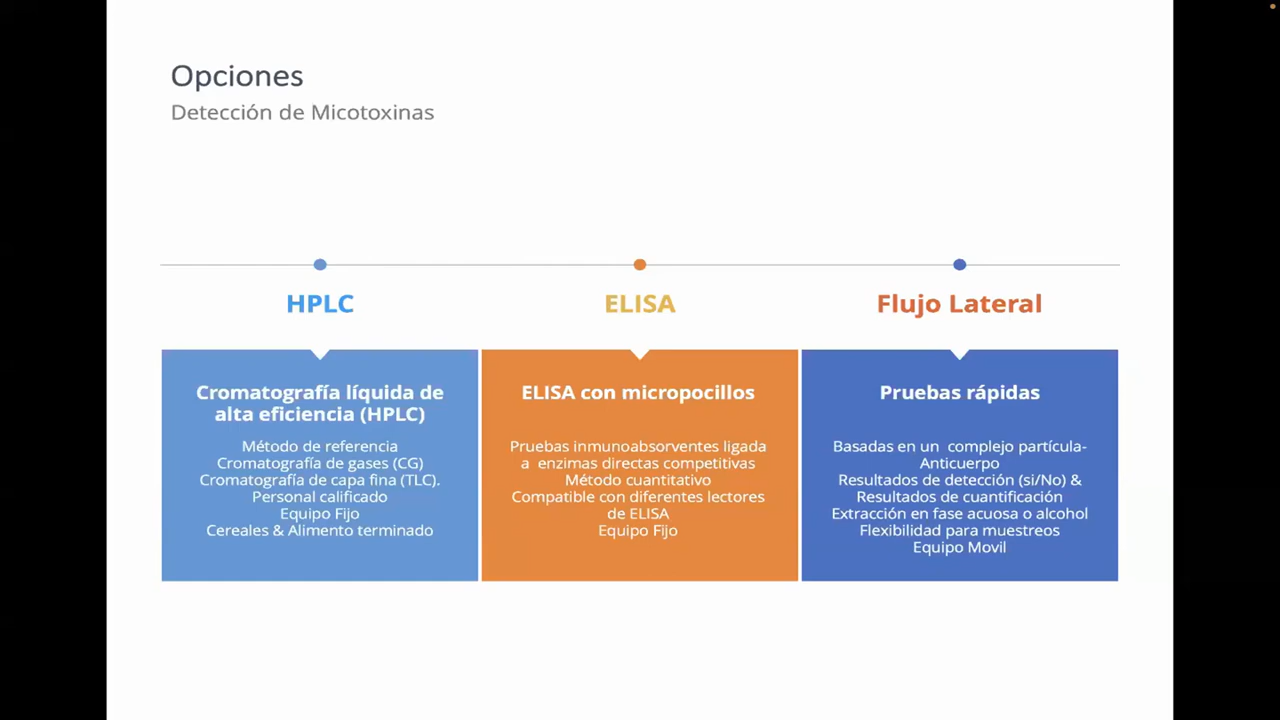 Opciones
Detección de Micotoxinas
HPLC
ELISA
Flujo Lateral
Cromatografía líquida de
alta eficiencia (HPLC)
Método de referencia
Cromatografía de gases (CG)
Cromatografía de capa fina (TLC).
Personal calificado
Equipo Fijo
Cereales & Alimento terminado
ELISA con micropocillos
Pruebas inmunoabsorventes ligada
a enzimas directas competitivas
Método cuantitativo
Compatible con diferentes lectores
de ELISA
Equipo Fijo
Pruebas rápidas
Basadas en un complejo partícula-
Anticuerpo
Resultados de detección (si/No) &
Resultados de cuantificación
Extracción en fase acuosa o alcohol
Flexibilidad para muestreos
Equipo Movil